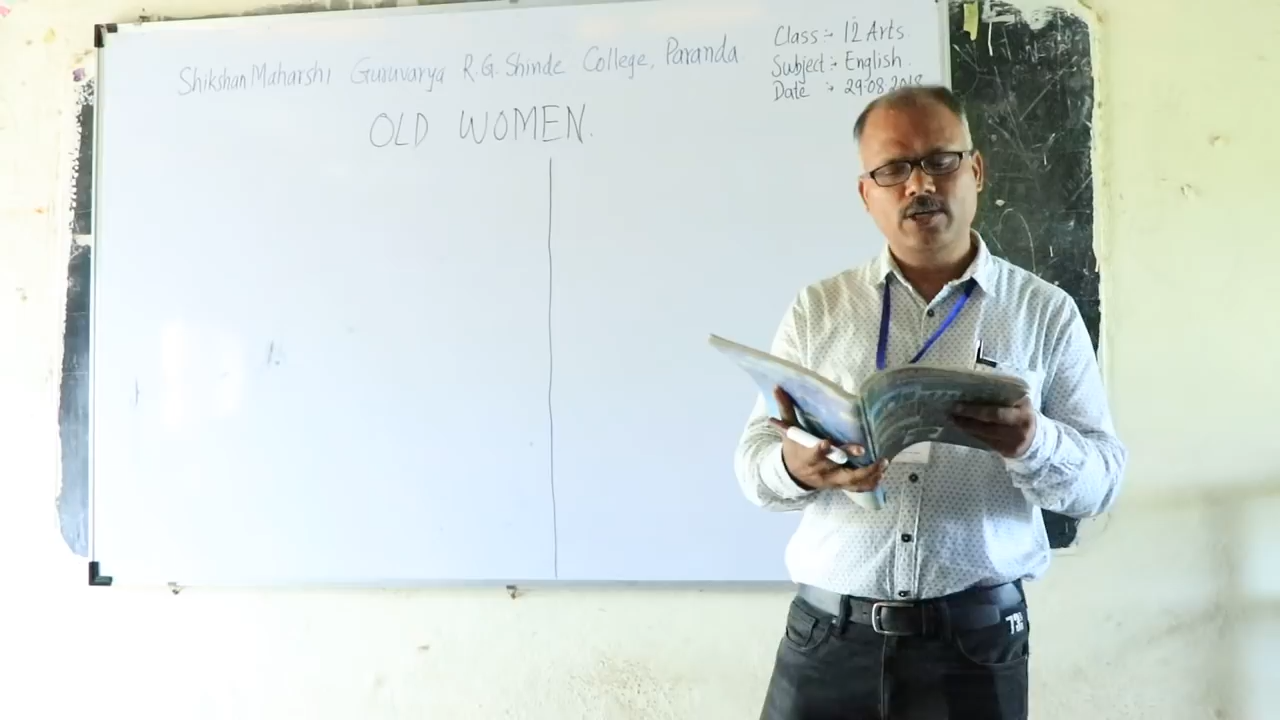 Shikshan Maharshi Guruvarya R.G. Shinde College, Paranda
Class :- 12 Arts.
Subject :- English.
Date :- 29.08.2018
OLD WOMEN.